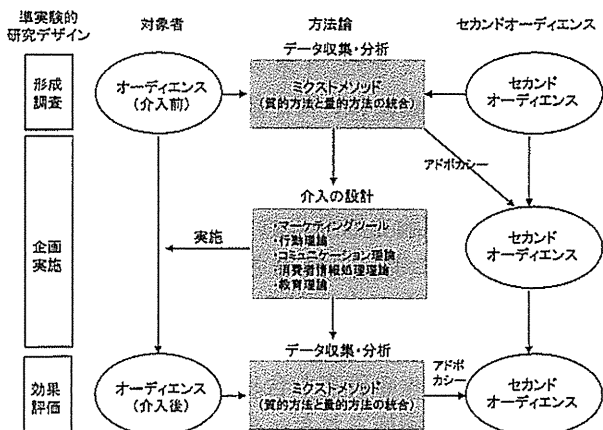 準実験的
研究デザイン
対象者
方法論
セカンドオーディエンス
データ収集・分析
形成
調査
オーディエンス
(介入前)
ミクストメソッド
(質的方法と量的方法の統合)
セカンド
オーディエンス
アドボカシー
介入の設計
企画
実施
実施
・マーケティングツール
・行動理論
・コミュニケーション理論
・消費者情報処理理論
・教育理論
セカンド
オーディエンス
データ収集・分析
効果
評価
オーディエンス
(介入後)
ミクストメソッド
(質的方法と量的方法の統合)
アドボ
カシー
セカンド
オーディエンス